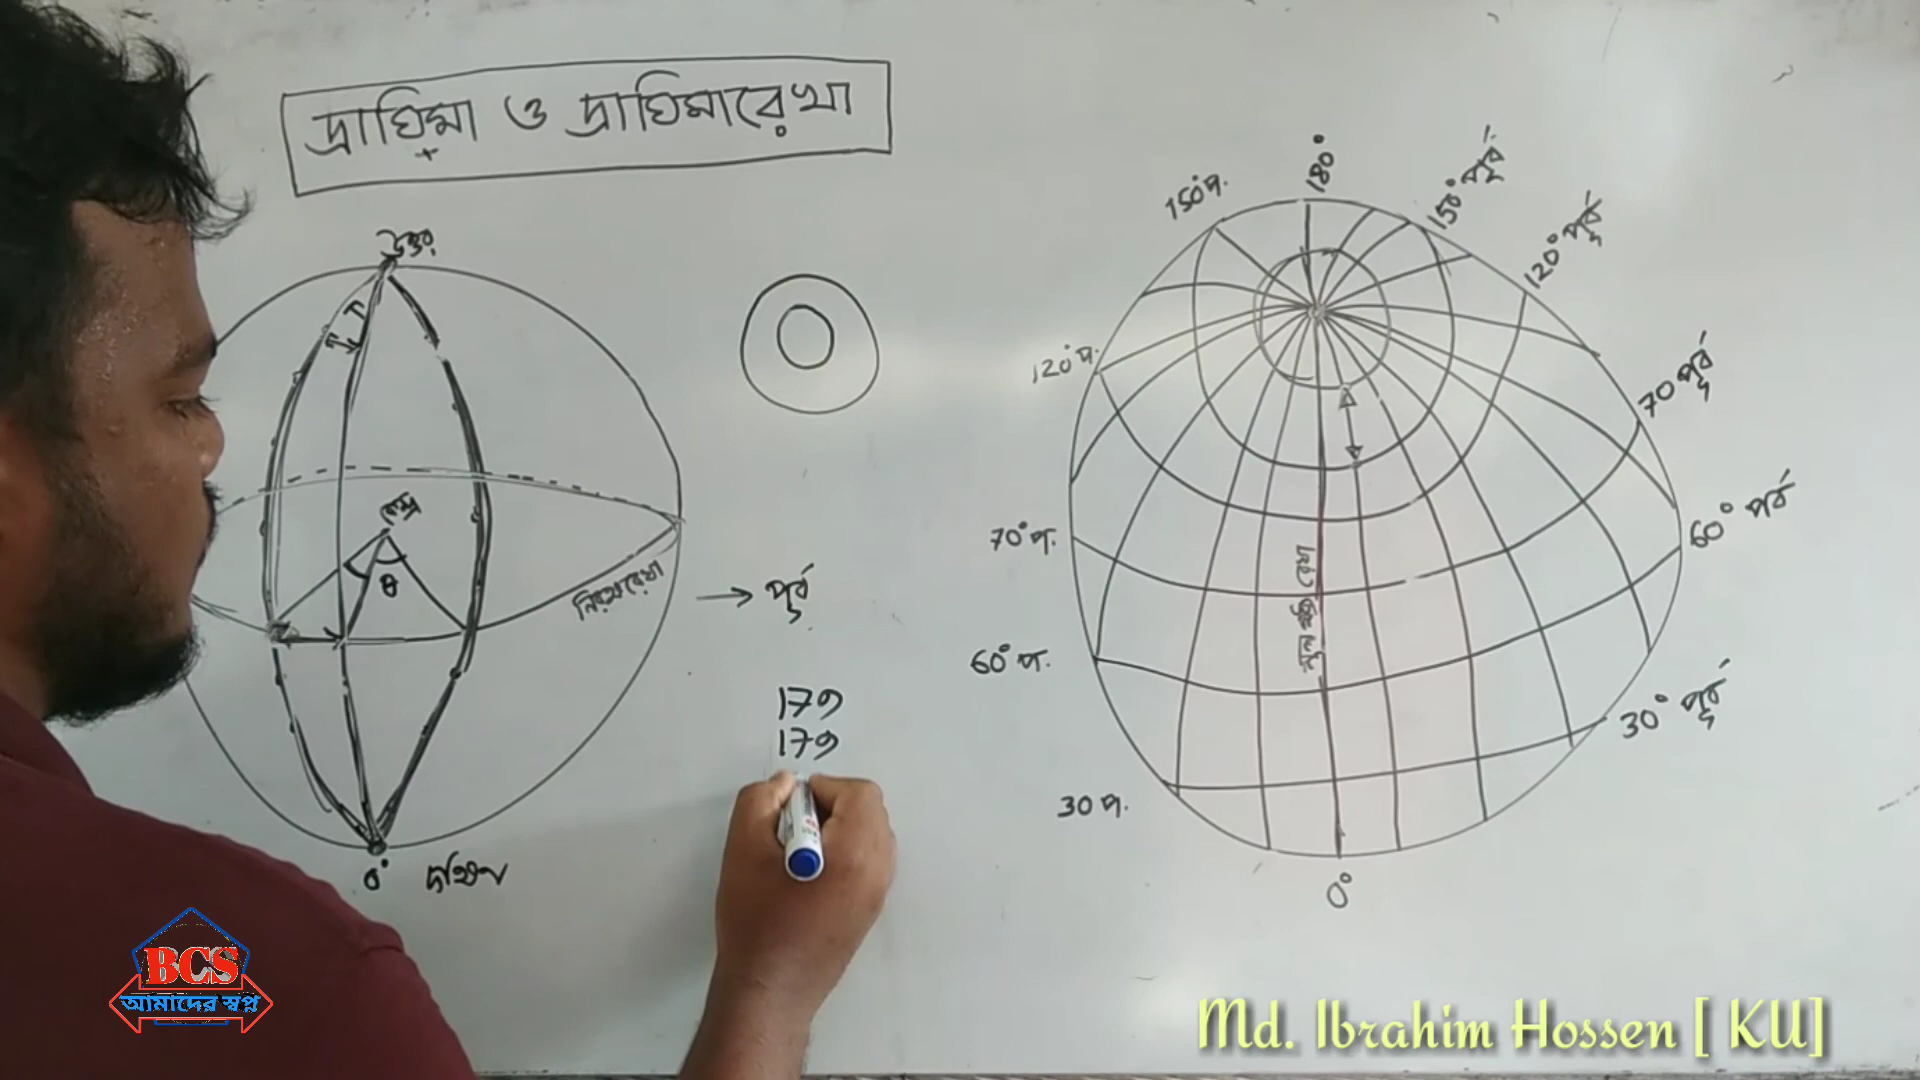 দ্রাঘিমা ও দ্রাঘিমারেখা
উত্তর
কেন্দ্র
θ
নিরক্ষরেখা
→ পূর্ব
179
179
0° দক্ষিণ
180°
150° প.
150° পূর্ব
120° পূর্ব
120° প.
70 পূর্ব
70° প.
60° পূর্ব
60° প.
30° পূর্ব
30 প.
মূল মধ্য রেখা
0°
BCS
আমাদের স্বপ্ন
Md. Ibrahim Hossen [ KU]